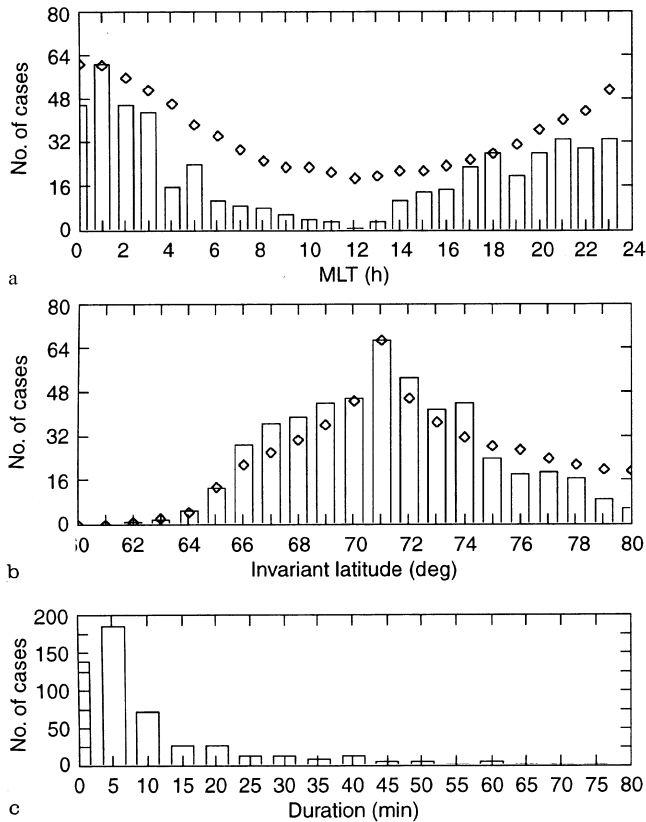 80
64
48
32
16
0
No. of cases
0 2 4 6 8 10 12 14 16 18 20 22 24
MLT (h)
a
80
64
48
32
16
0
No. of cases
60 62 64 66 68 70 72 74 76 78 80
Invariant latitude (deg)
b
200
150
100
50
0
No. of cases
0 5 10 15 20 25 30 35 40 45 50 55 60 65 70 75 80
Duration (min)
c